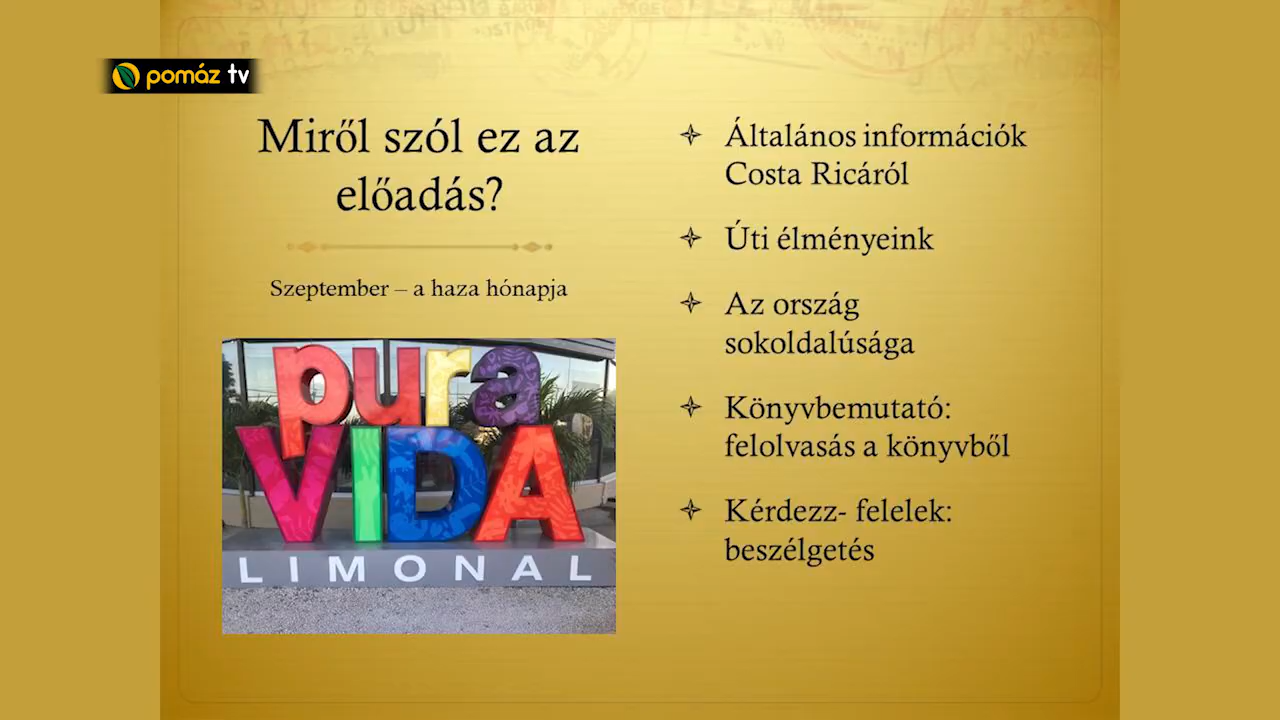 pomáz tv
Miről szól ez az
előadás?
Szeptember – a haza hónapja
pura
VIDA
LIMONAL
Általános információk
Costa Ricáról
Úti élményeink
Az ország
sokoldalúsága
Könyvbemutató:
felolvasás a könyvből
Kérdezz- felelek:
beszélgetés